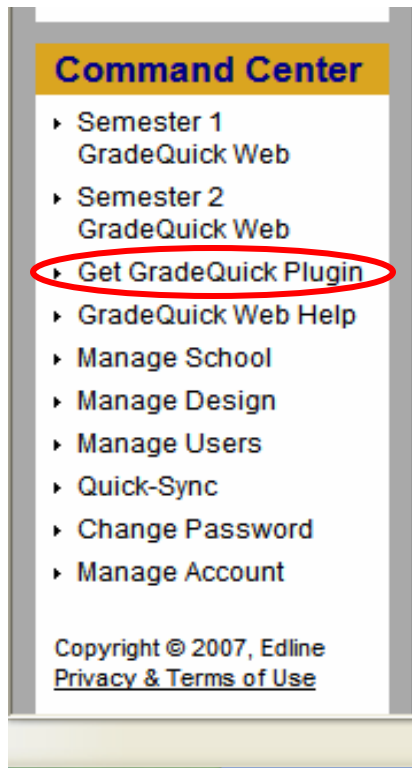 Command Center
Semester 1
GradeQuick Web
Semester 2
GradeQuick Web
Get GradeQuick Plugin
GradeQuick Web Help
Manage School
Manage Design
Manage Users
Quick-Sync
Change Password
Manage Account
Copyright © 2007, Edline
Privacy & Terms of Use